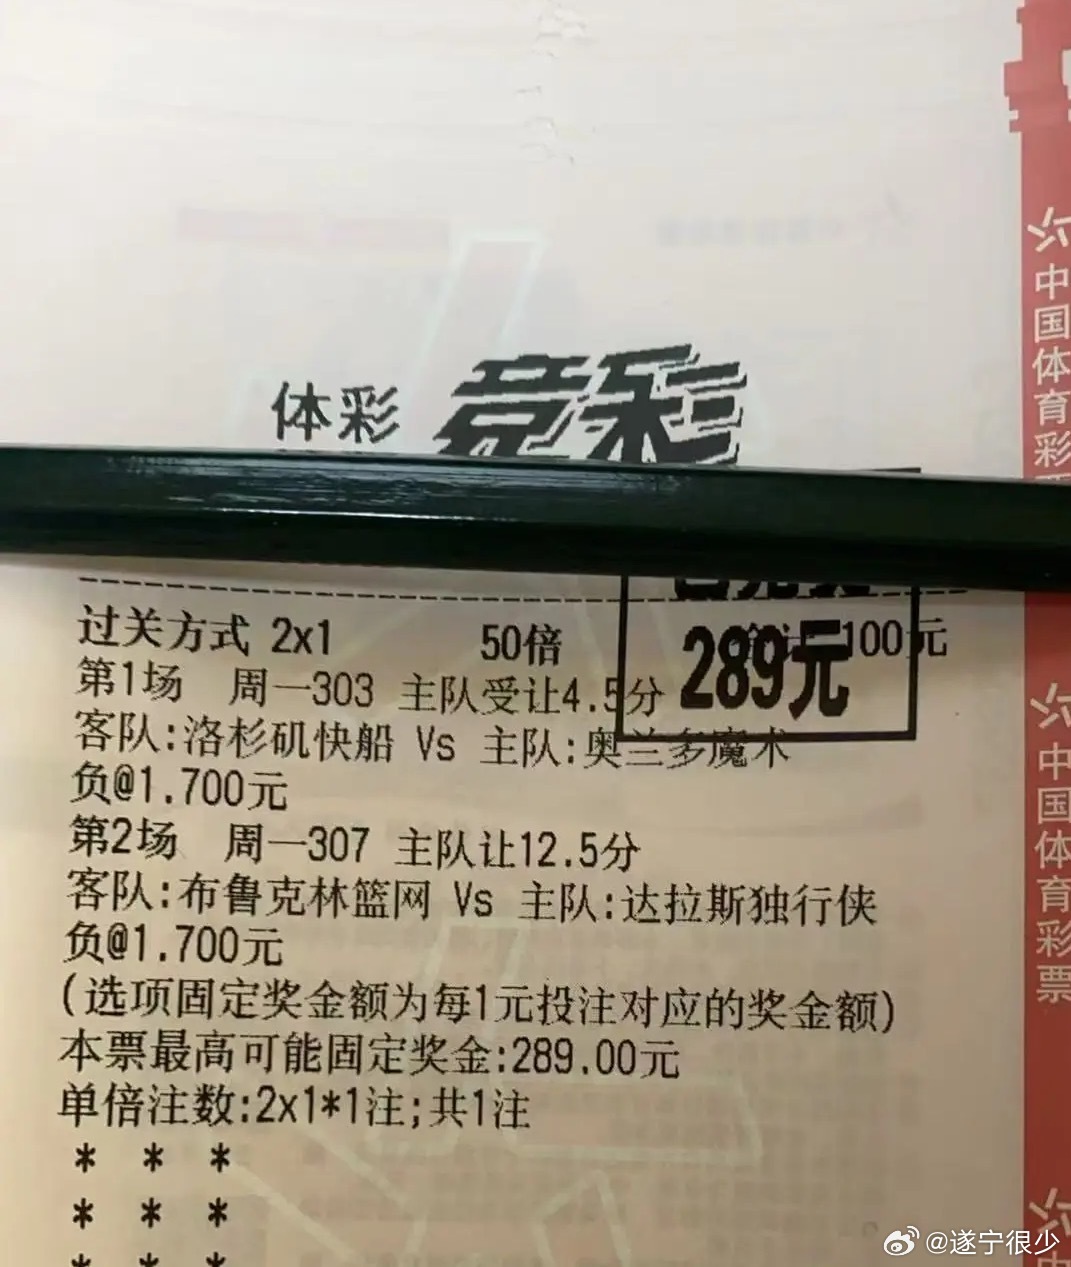 体彩 竞彩
过关方式 2x1 50倍 合计 100元
289元
第1场 周一303 主队受让4.5分
客队:洛杉矶快船 Vs 主队:奥兰多魔术
负@1.700元
第2场 周一307 主队让12.5分
客队:布鲁克林篮网 Vs 主队:达拉斯独行侠
负@1.700元
(选项固定奖金额为每1元投注对应的奖金额)
本票最高可能固定奖金:289.00元
单倍注数:2x1*1注;共1注
* * *
* * *
* * *
中国体育彩
中国体育彩票
中
@遂宁很少